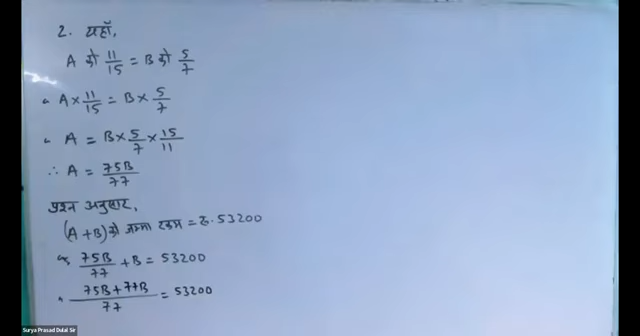 2. यहाँ,
A को 11/15 = B को 5/7
∝ A × 11/15 = B × 5/7
∝ A = B × 5/7 × 15/11
∴ A = 75B/77
प्रश्न अनुसार,
(A + B) को जम्मा रकम = रु. 53200
∝ 75B/77 + B = 53200
∝ 75B + 77B/77 = 53200
Surya Prasad Dulal Sir